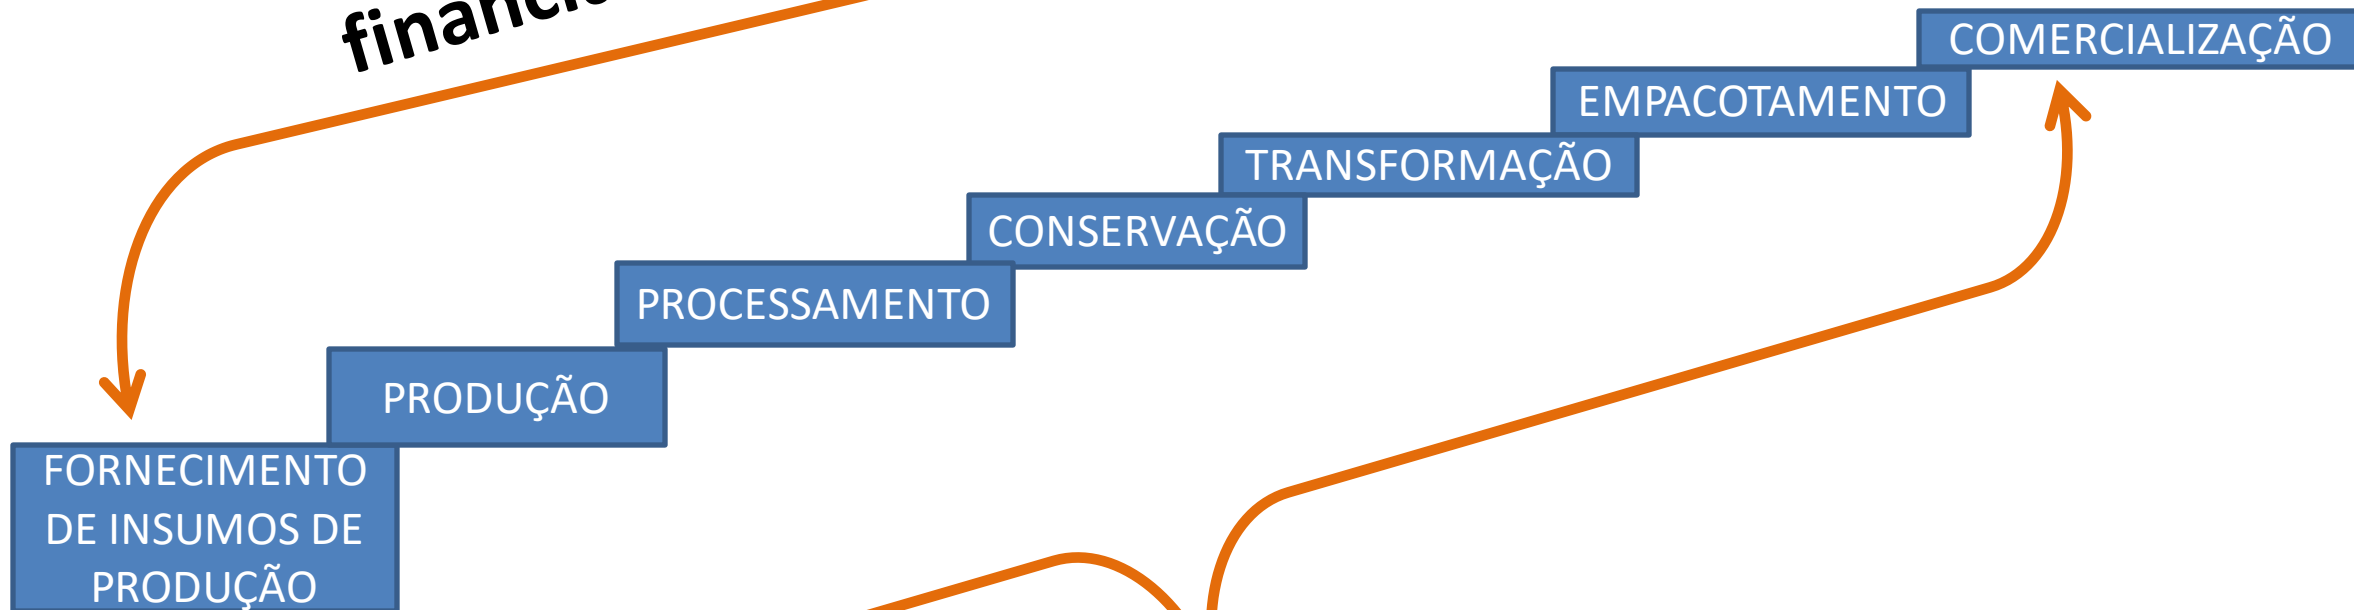 COMERCIALIZAÇÃO
EMPACOTAMENTO
TRANSFORMAÇÃO
CONSERVAÇÃO
PROCESSAMENTO
PRODUÇÃO
FORNECIMENTO
DE INSUMOS DE
PRODUÇÃO